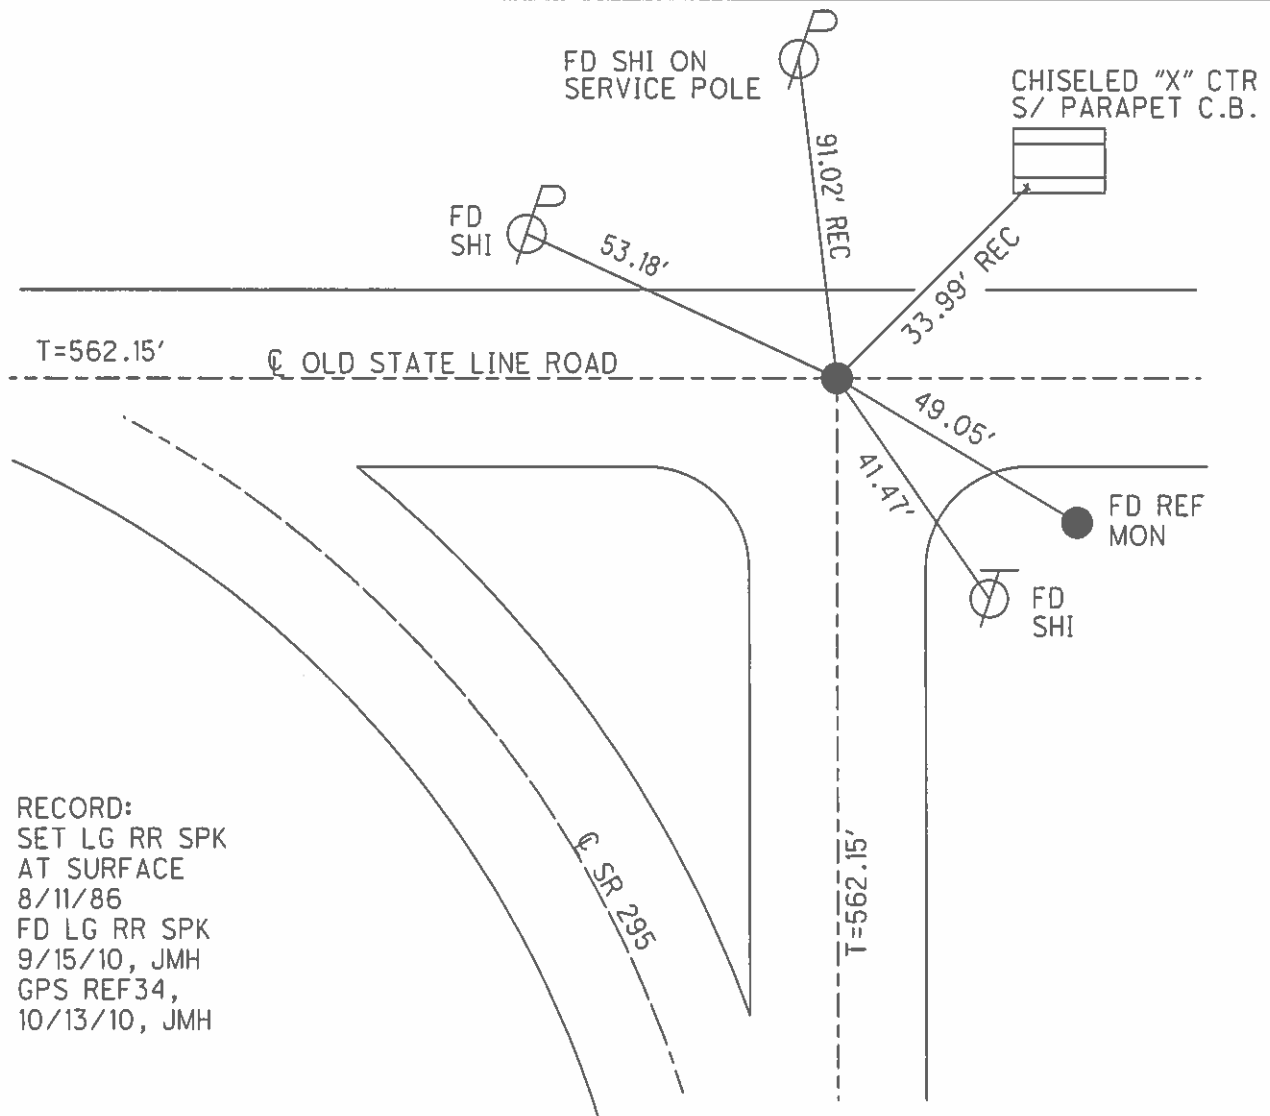 FD SHI ON
SERVICE POLE
CHISELED "X" CTR
S/ PARAPET C.B.
91.02' REC
FD
SHI
53.18'
33.99' REC
T=562.15'
℄ OLD STATE LINE ROAD
49.05'
41.47'
FD REF
MON
FD
SHI
RECORD:
SET LG RR SPK
AT SURFACE
8/11/86
FD LG RR SPK
9/15/10, JMH
GPS REF34,
10/13/10, JMH
℄ SR 295
T=562.15'